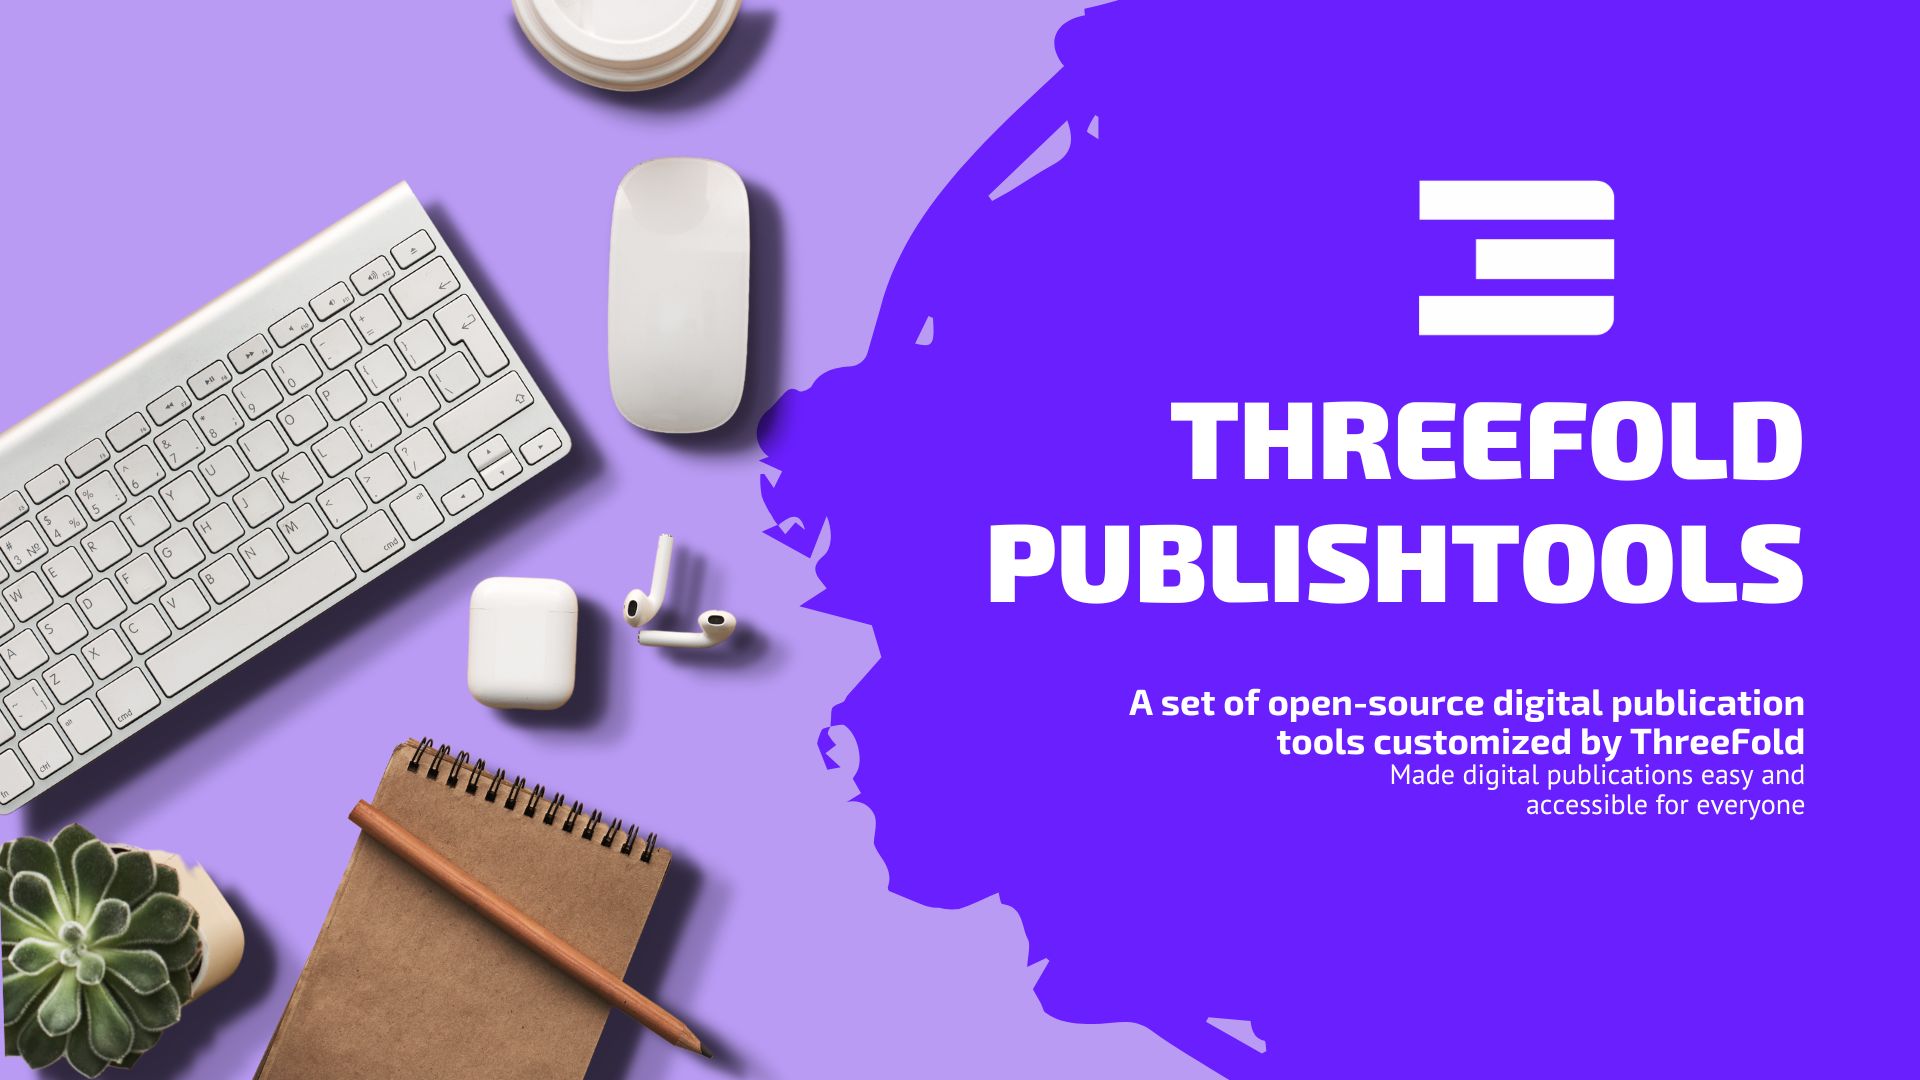 THREEFOLD
PUBLISHTOOLS
A set of open-source digital publication
tools customized by ThreeFold
Made digital publications easy and
accessible for everyone